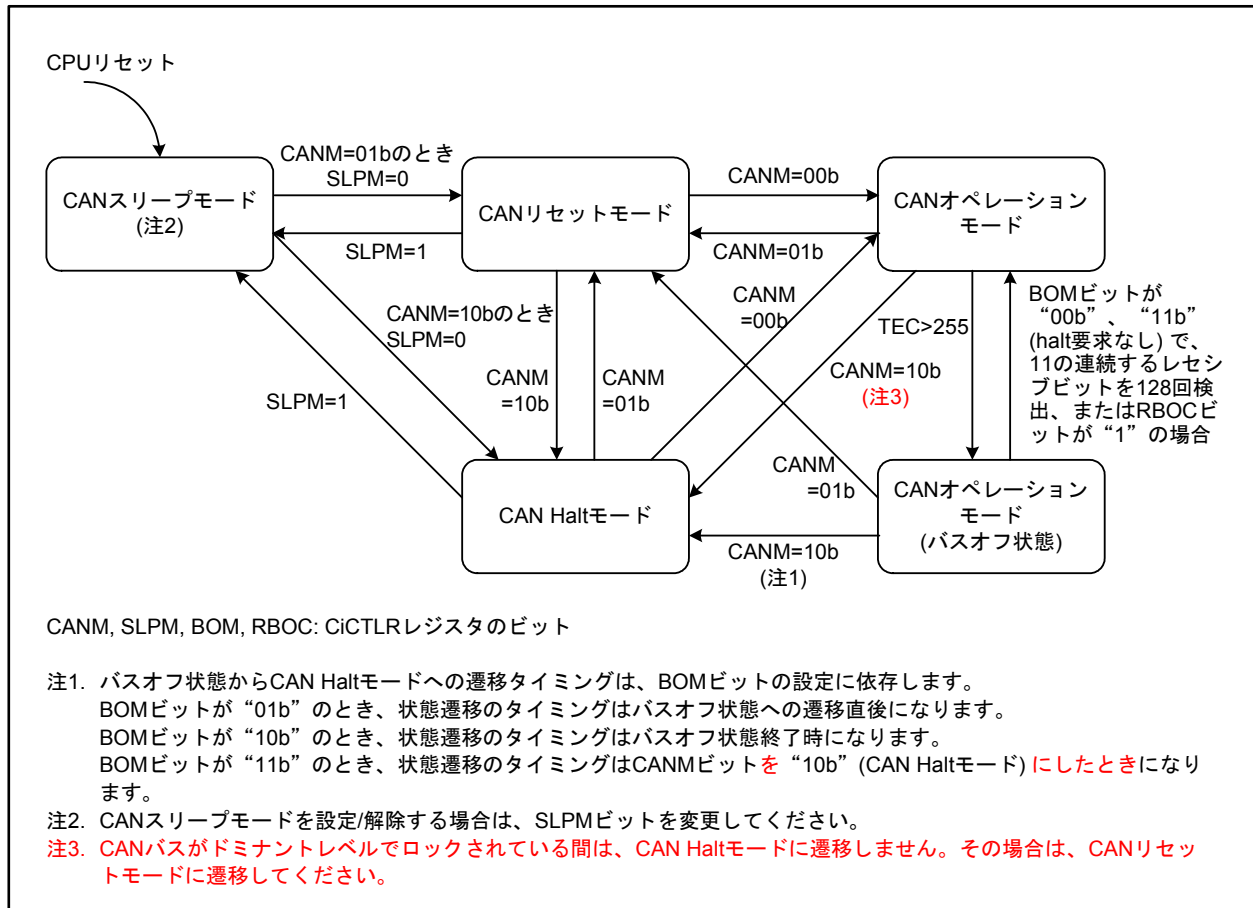 CPUリセット
CANスリープモード
(注2)
CANM=01bのとき
SLPM=0
SLPM=1
CANリセットモード
CANM=00b
CANM=01b
CANオペレーション
モード
CANM=10bのとき
SLPM=0
SLPM=1
CANM
=10b
CANM
=01b
CANM
=00b
CANM=10b
(注3)
TEC>255
BOMビットが
“00b”、“11b”
(halt要求なし) で、
11の連続するレセシ
ブビットを128回検
出、またはRBOCビ
ットが“1”の場合
CANM
=01b
CAN Haltモード
CANM=10b
(注1)
CANオペレーション
モード
(バスオフ状態)
CANM, SLPM, BOM, RBOC: CiCTLRレジスタのビット
注1. バスオフ状態からCAN Haltモードへの遷移タイミングは、BOMビットの設定に依存します。
BOMビットが“01b”のとき、状態遷移のタイミングはバスオフ状態への遷移直後になります。
BOMビットが“10b”のとき、状態遷移のタイミングはバスオフ状態終了時になります。
BOMビットが“11b”のとき、状態遷移のタイミングはCANMビットを“10b”(CAN Haltモード) にしたときになり
ます。
注2. CANスリープモードを設定/解除する場合は、SLPMビットを変更してください。
注3. CANバスがドミナントレベルでロックされている間は、CAN Haltモードに遷移しません。その場合は、CANリセッ
トモードに遷移してください。